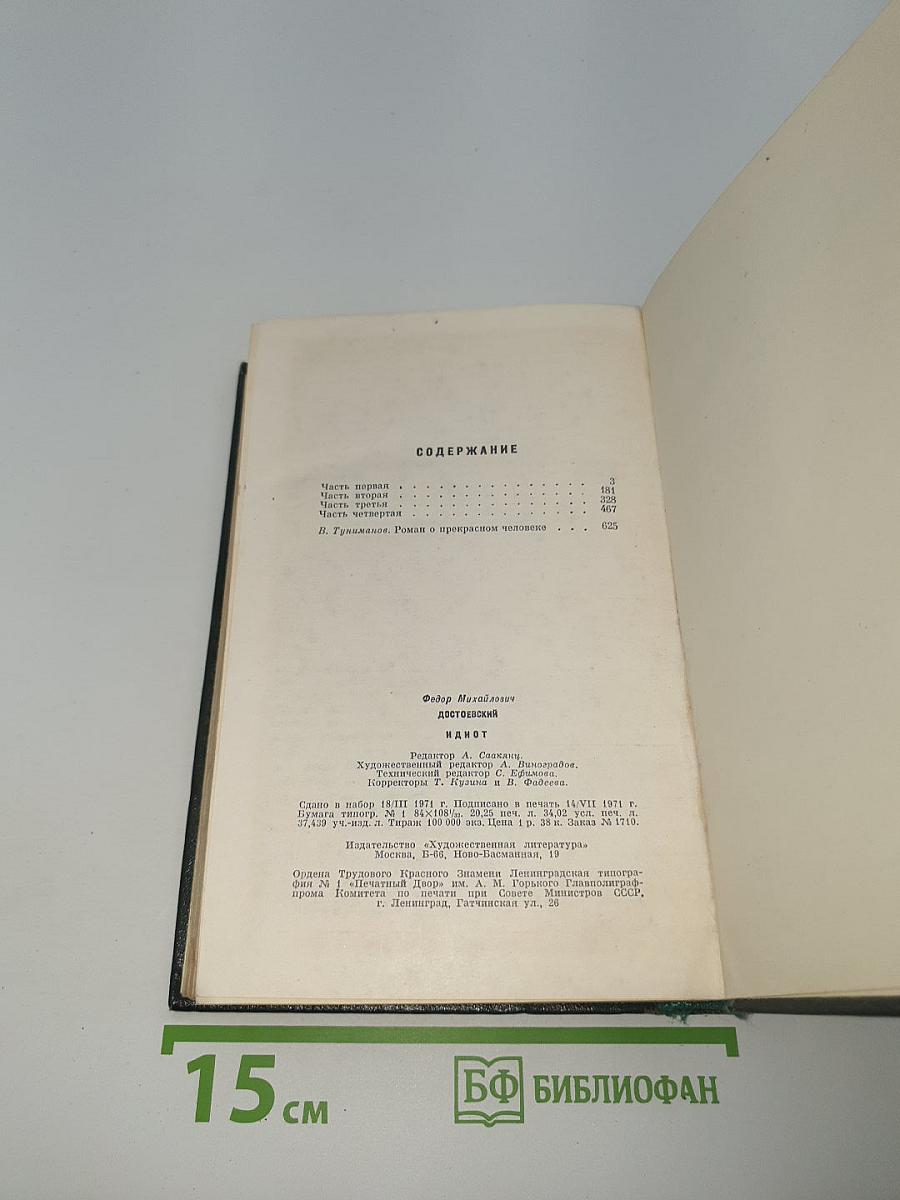 СОДЕРЖАНИЕ
Часть первая . . . . . . . . . . . . . . . 3
Часть вторая . . . . . . . . . . . . . . . 181
Часть третья . . . . . . . . . . . . . . . 328
Часть четвертая . . . . . . . . . . . . . . 467
В. Туниманов. Роман о прекрасном человеке . . . 625
Федор Михайлович
ДОСТОЕВСКИЙ
ИДИОТ
Редактор А. Саакянц.
Художественный редактор А. Виноградов.
Технический редактор С. Ефимова.
Корректоры Т. Кузина и В. Фадеева.
Сдано в набор 18/III 1971 г. Подписано в печать 14/VII 1971 г.
Бумага типогр. № 1 84×108¹/₃₂. 20,25 печ. л. 34,02 усл. печ. л.
37,439 уч.-изд. л. Тираж 100 000 экз. Цена 1 р. 38 к. Заказ № 1710.
Издательство «Художественная литература»
Москва, Б-66, Ново-Басманная, 19
Ордена Трудового Красного Знамени Ленинградская типогра-
фия № 1 «Печатный Двор» им. А. М. Горького Главполиграф-
прома Комитета по печати при Совете Министров СССР,
г. Ленинград, Гатчинская ул., 26
15 см
БФ БИБЛИОФАН